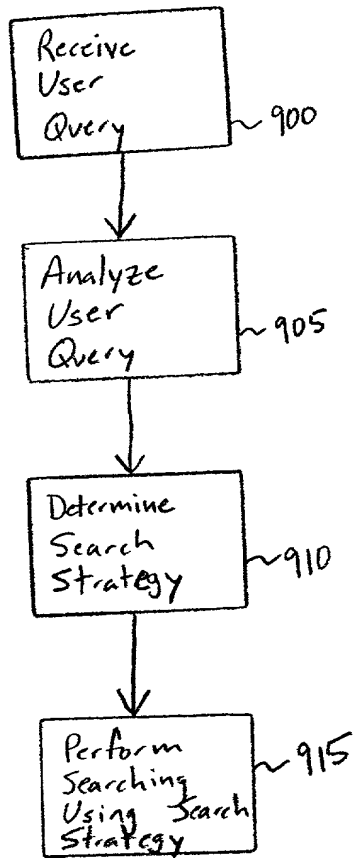 Receive
User
Query
900
Analyze
User
Query
905
Determine
Search
Strategy
910
Perform
Searching
Using Search
Strategy
915